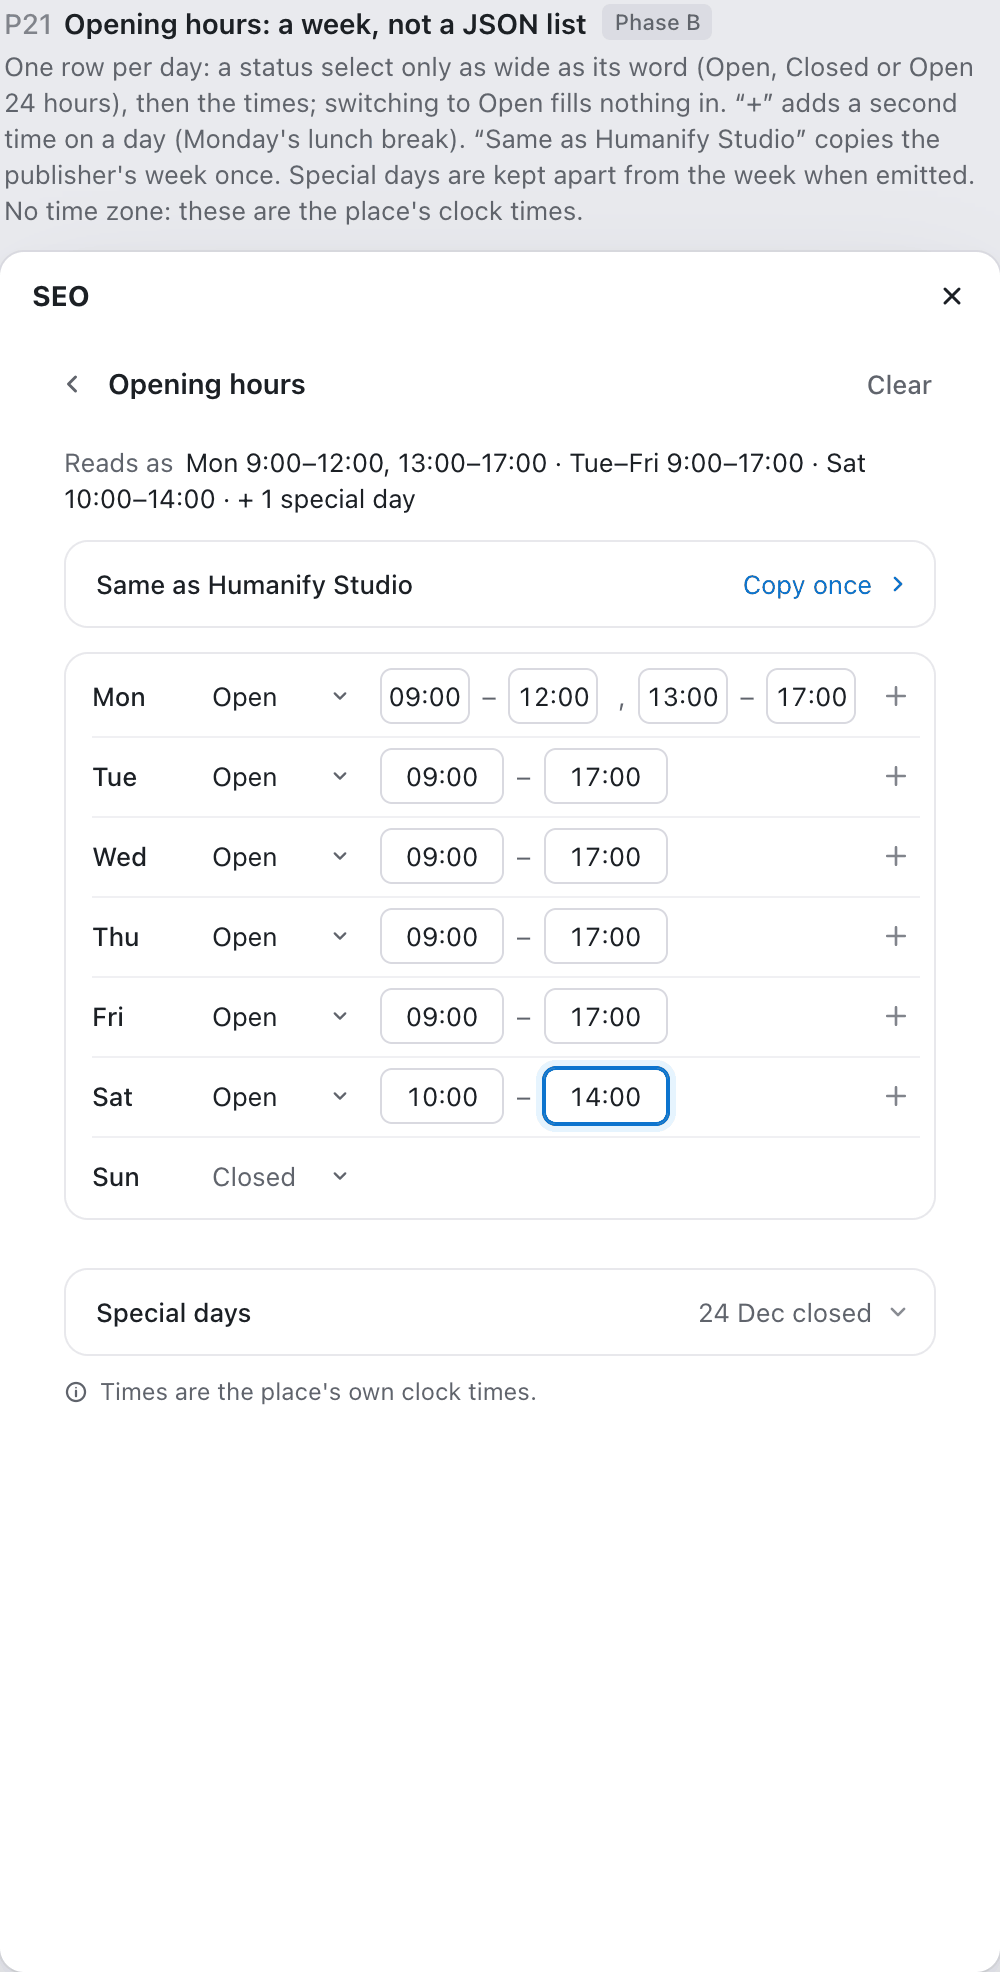 P21 Opening hours: a week, not a JSON list Phase B
One row per day: a status select only as wide as its word (Open, Closed or Open
24 hours), then the times; switching to Open fills nothing in. “+” adds a second
time on a day (Monday's lunch break). “Same as Humanify Studio” copies the
publisher's week once. Special days are kept apart from the week when emitted.
No time zone: these are the place's clock times.
SEO
Opening hours Clear
Reads as Mon 9:00–12:00, 13:00–17:00 · Tue–Fri 9:00–17:00 · Sat
10:00–14:00 · + 1 special day
Same as Humanify Studio Copy once
Mon Open 09:00 – 12:00 , 13:00 – 17:00 +
Tue Open 09:00 – 17:00 +
Wed Open 09:00 – 17:00 +
Thu Open 09:00 – 17:00 +
Fri Open 09:00 – 17:00 +
Sat Open 10:00 – 14:00 +
Sun Closed
Special days 24 Dec closed
Times are the place's own clock times.